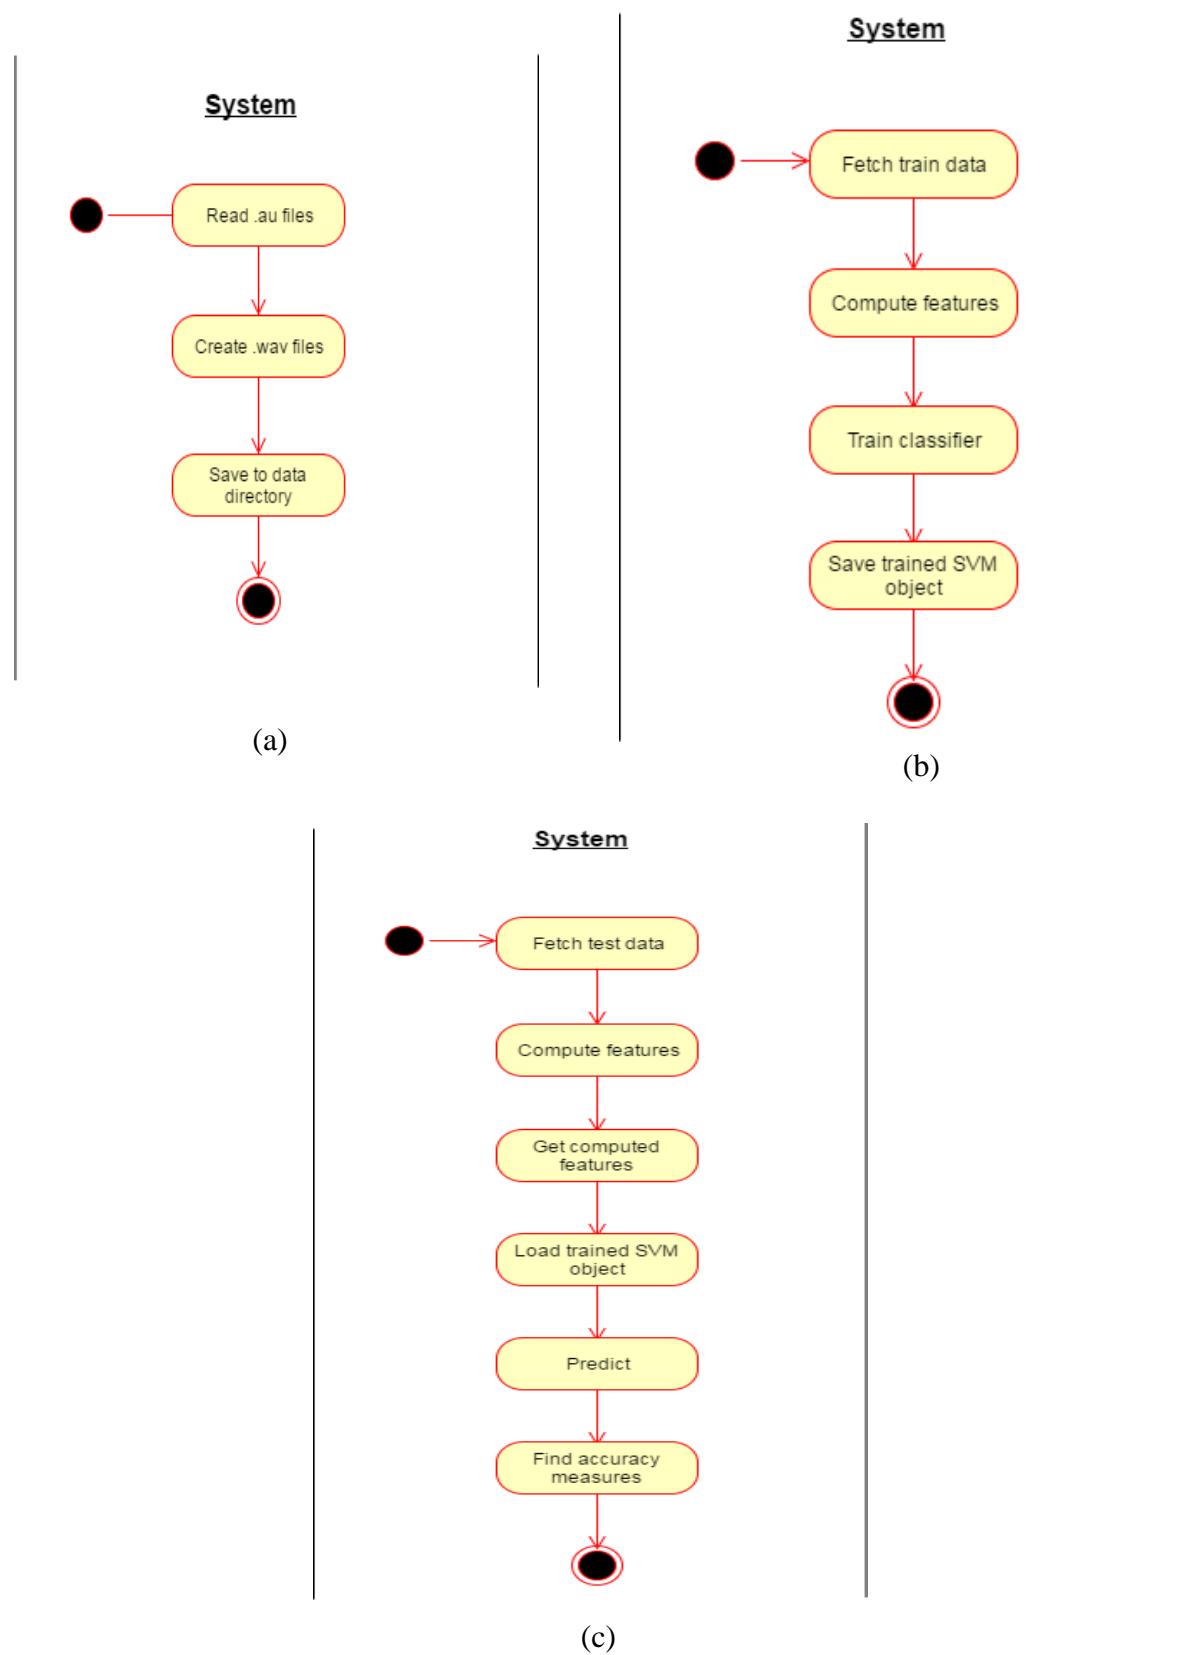 System
Read .au files
Create .wav files
Save to data
directory
(a)
System
Fetch train data
Compute features
Train classifier
Save trained SVM
object
(b)
System
Fetch test data
Compute features
Get computed
features
Load trained SVM
object
Predict
Find accuracy
measures
(c)